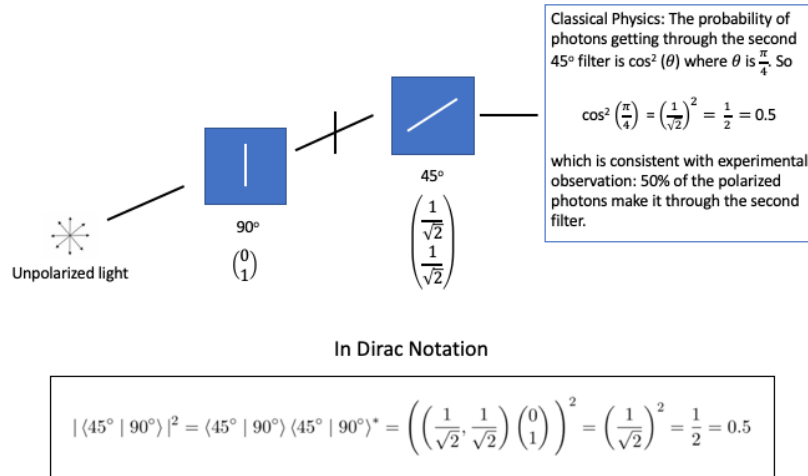 Classical Physics: The probability of
photons getting through the second
45° filter is cos² (θ) where θ is π/4. So
cos² (π/4) = (1/√2)² = 1/2 = 0.5
which is consistent with experimental
observation: 50% of the polarized
photons make it through the second
filter.
45°
(1/√2
1/√2)
90°
(0
1)
Unpolarized light
In Dirac Notation
|⟨45° | 90°⟩|² = ⟨45° | 90°⟩ ⟨45° | 90°⟩* = ((1/√2, 1/√2) (0 1))² = (1/√2)² = 1/2 = 0.5